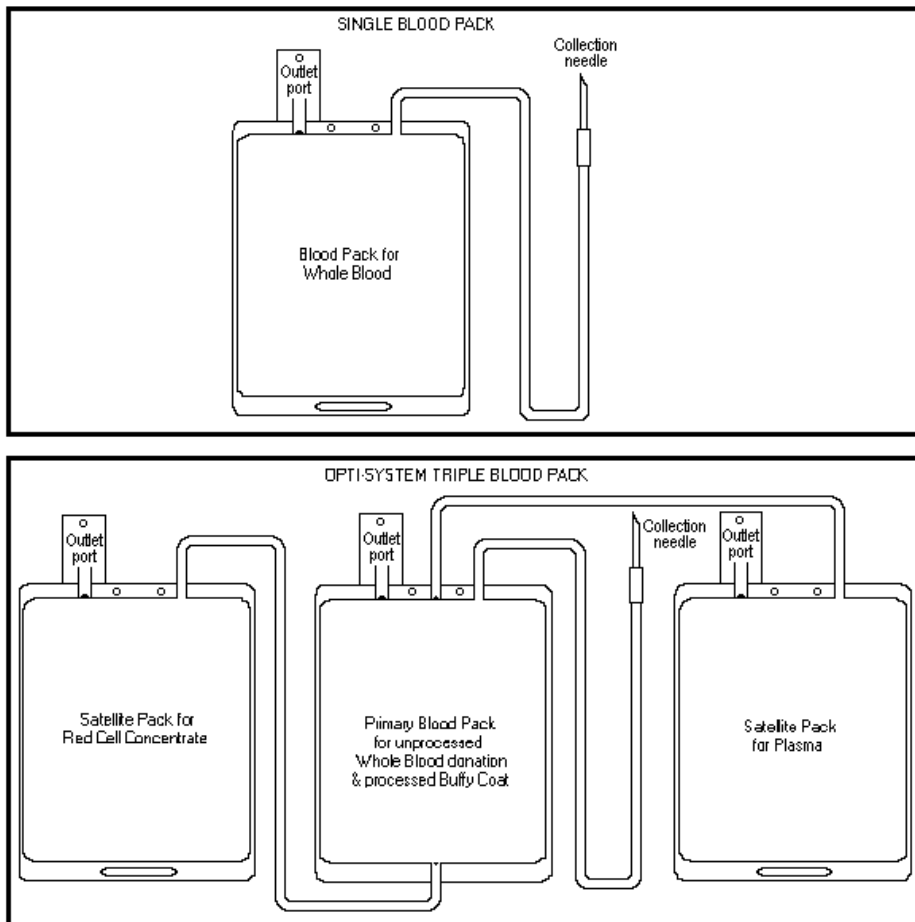 SINGLE BLOOD PACK
Outlet
port
Collection
needle
Blood Pack for
Whole Blood
OPTI-SYSTEM TRIPLE BLOOD PACK
Outlet
port
Outlet
port
Collection
needle
Outlet
port
Satellite Pack for
Red Cell Concentrate
Primary Blood Pack
for unprocessed
Whole Blood donation
& processed Buffy Coat
Satellite Pack
for Plasma